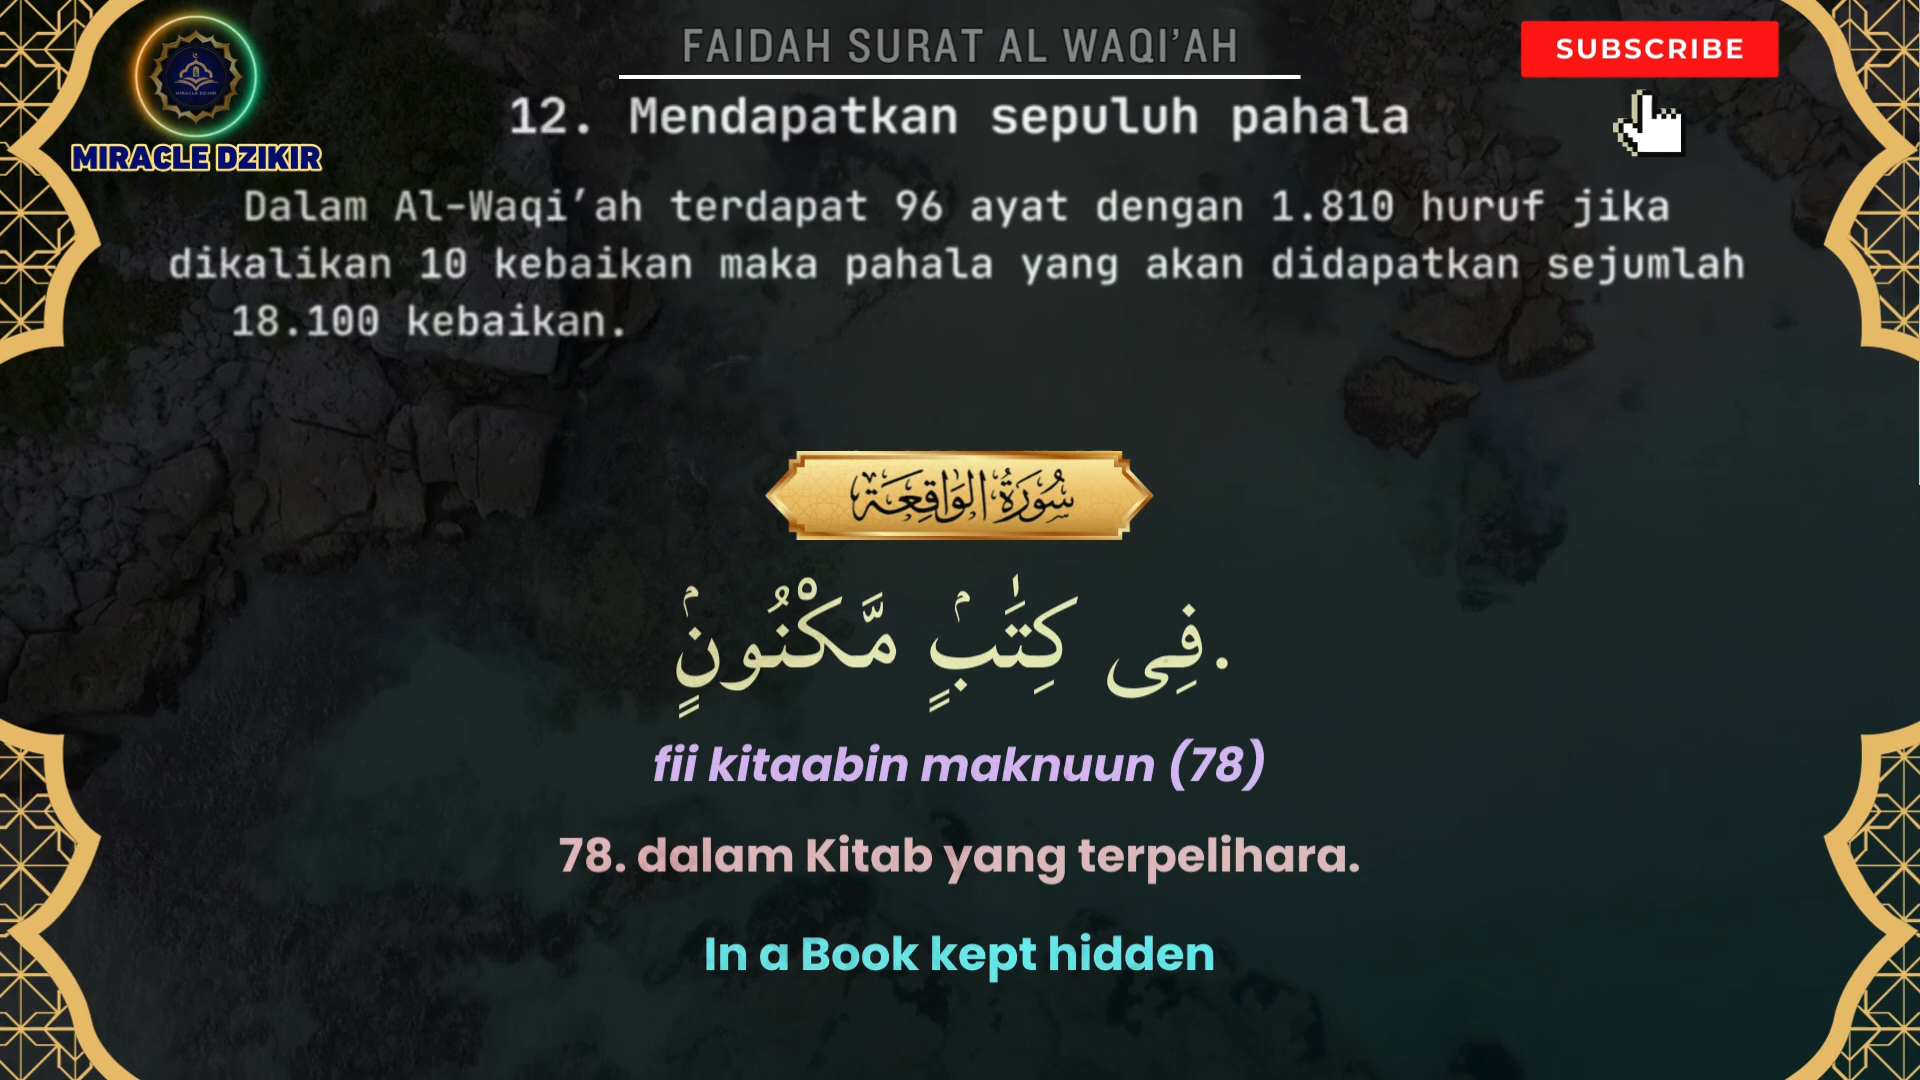 FAIDAH SURAT AL WAQI’AH
SUBSCRIBE
MIRACLE DZIKIR
12. Mendapatkan sepuluh pahala
Dalam Al-Waqi’ah terdapat 96 ayat dengan 1.810 huruf jika
dikalikan 10 kebaikan maka pahala yang akan didapatkan sejumlah
18.100 kebaikan.
سُورَةُ الوَاقِعَة
فِى كِتَٰبٍۢ مَّكْنُونٍۢ.
fii kitaabin maknuun (78)
78. dalam Kitab yang terpelihara.
In a Book kept hidden